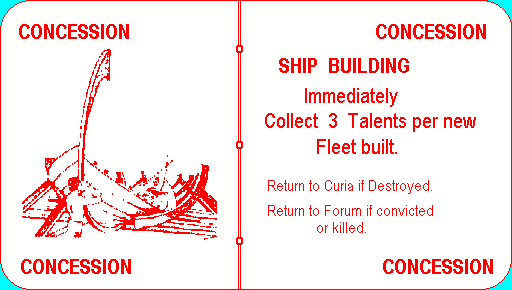 CONCESSION
CONCESSION
SHIP BUILDING
Immediately
Collect 3 Talents per new
Fleet built.
Return to Curia if Destroyed.
Return to Forum if convicted
or killed.
CONCESSION
CONCESSION